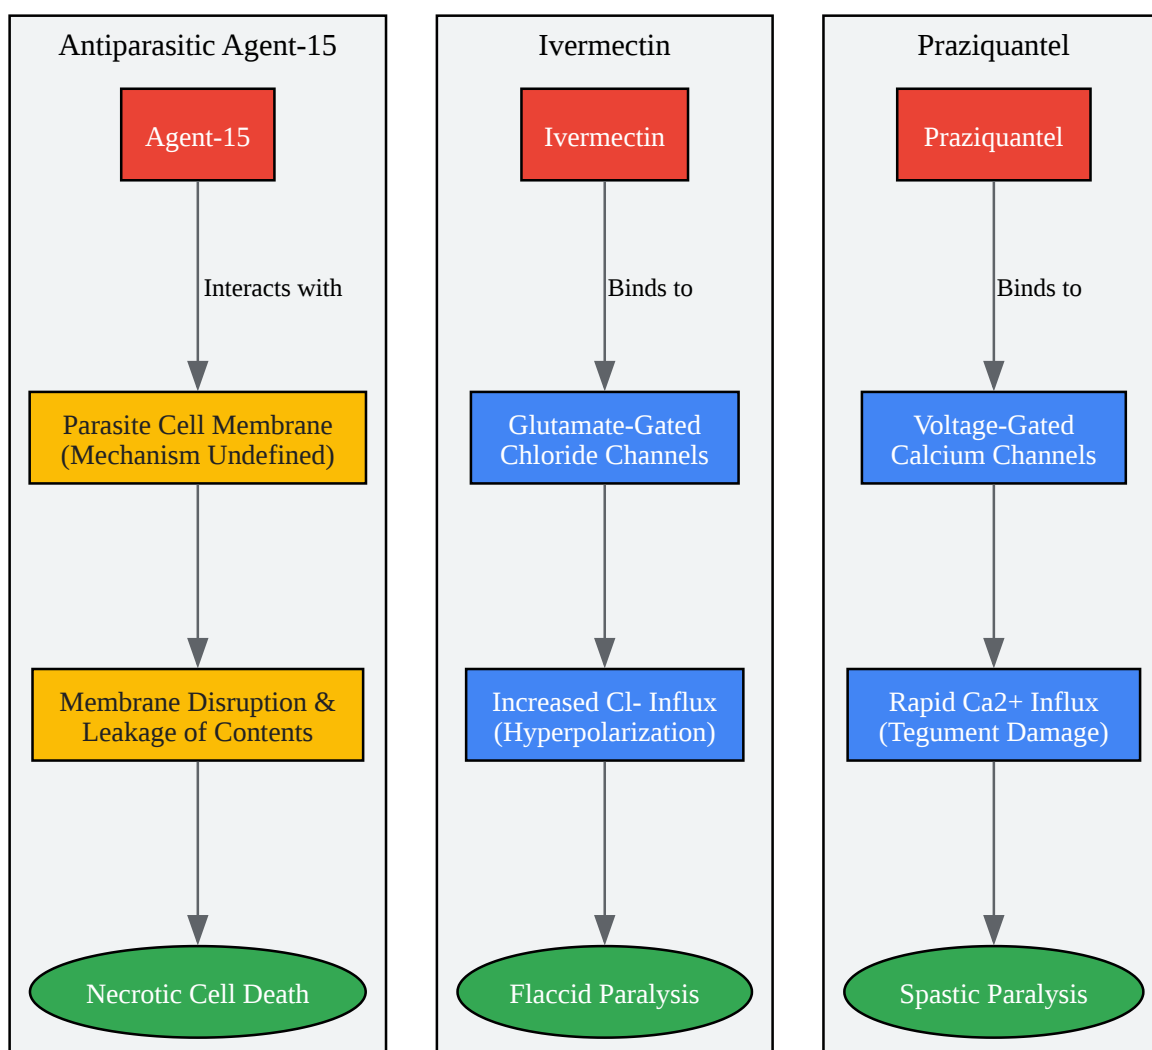 Antiparasitic Agent-15
Agent-15
Interacts with
Parasite Cell Membrane
(Mechanism Undefined)
Membrane Disruption &
Leakage of Contents
Necrotic Cell Death
Ivermectin
Ivermectin
Binds to
Glutamate-Gated
Chloride Channels
Increased Cl- Influx
(Hyperpolarization)
Flaccid Paralysis
Praziquantel
Praziquantel
Binds to
Voltage-Gated
Calcium Channels
Rapid Ca2+ Influx
(Tegument Damage)
Spastic Paralysis